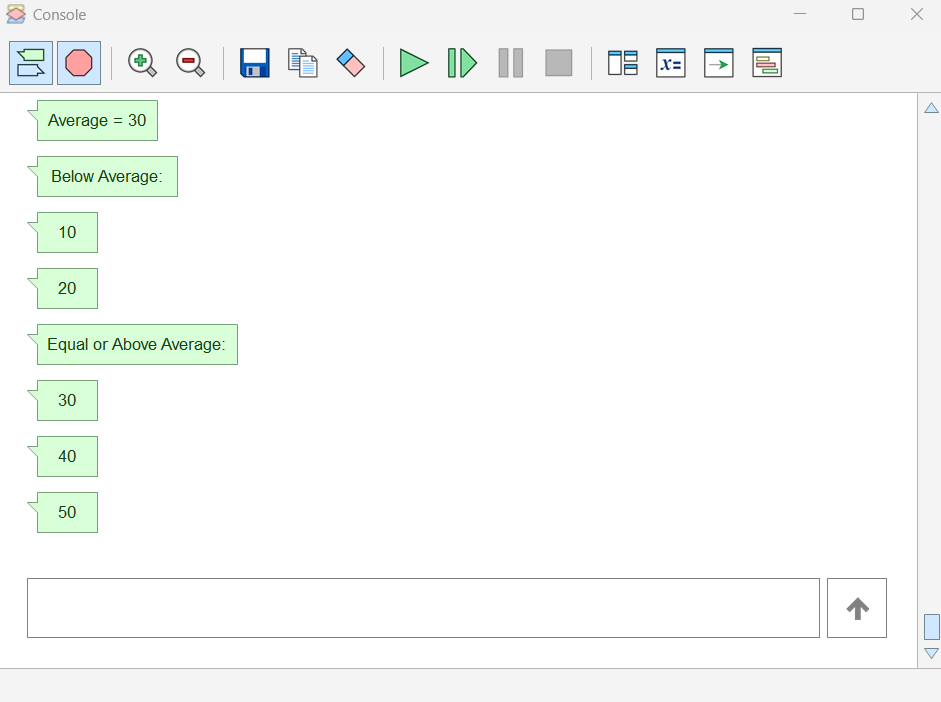 Console
x=
Average = 30
Below Average:
10
20
Equal or Above Average:
30
40
50